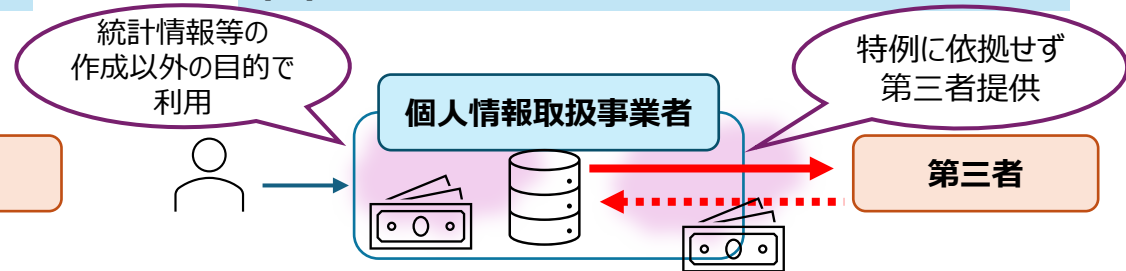 統計情報等の
作成以外の目的で
利用
特例に依拠せず
第三者提供
個人情報取扱事業者
第三者